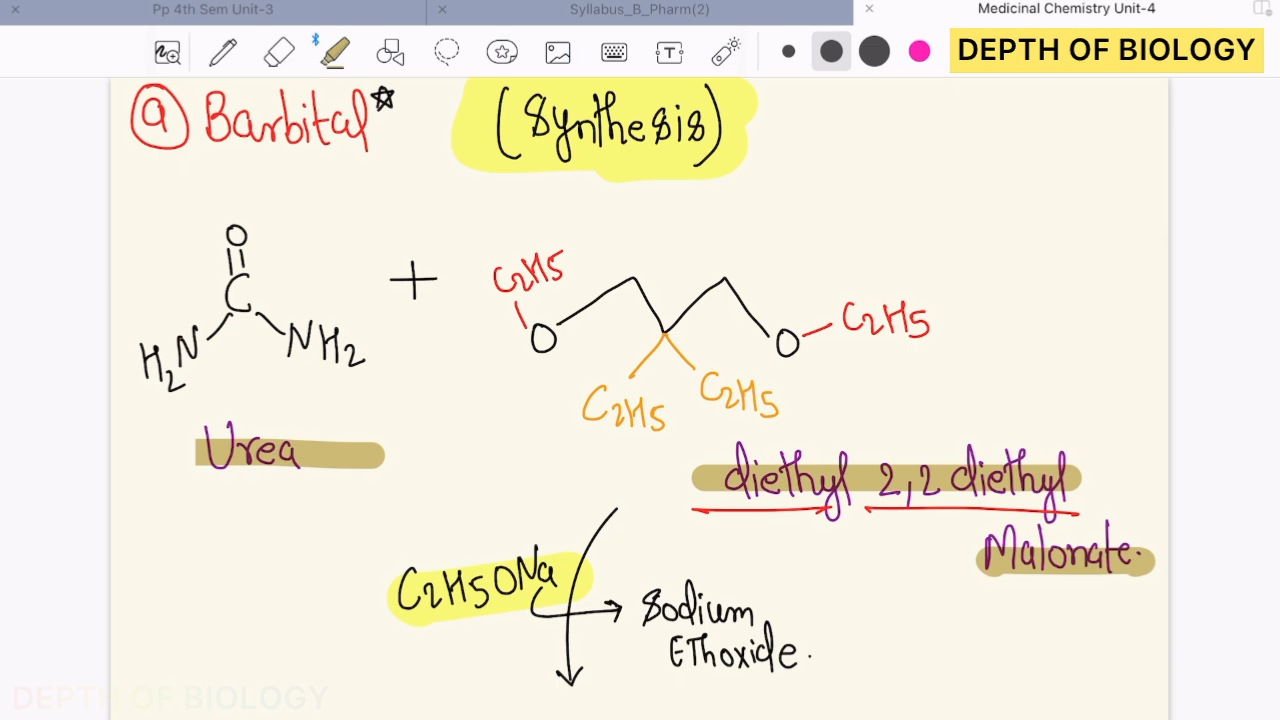 Pp 4th Sem Unit-3
Syllabus_B_Pharm(2)
Medicinal Chemistry Unit-4
T
DEPTH OF BIOLOGY
a Barbital
(Synthesis)
O
C
H2N
NH2
+
C2H5
O
O
C2H5
C2H5
C2H5
Urea
diethyl 2,2 diethyl
Malonate.
C2H5ONa
Sodium
EThoxide.
DEPTH OF BIOLOGY